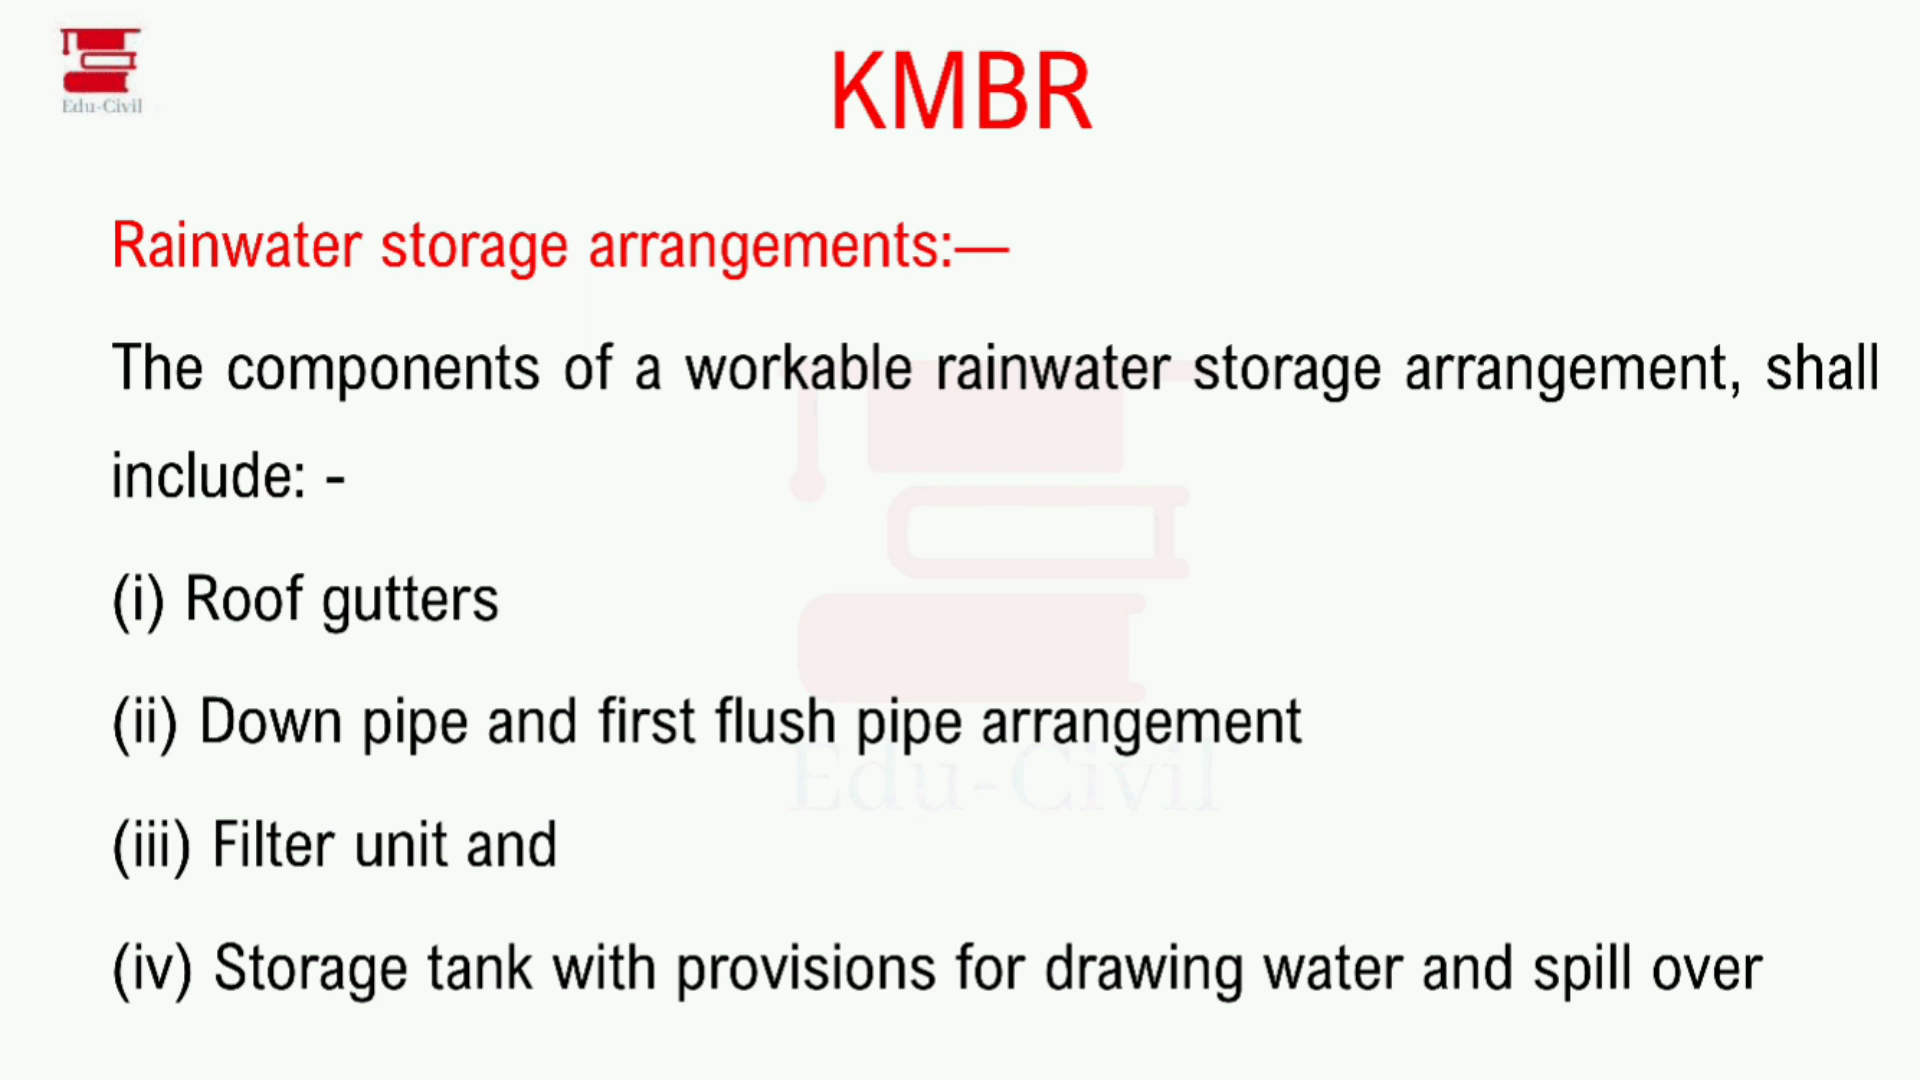 Edu-Civil
KMBR
Rainwater storage arrangements:—
The components of a workable rainwater storage arrangement, shall
include: -
(i) Roof gutters
(ii) Down pipe and first flush pipe arrangement
Edu-Civil
(iii) Filter unit and
(iv) Storage tank with provisions for drawing water and spill over